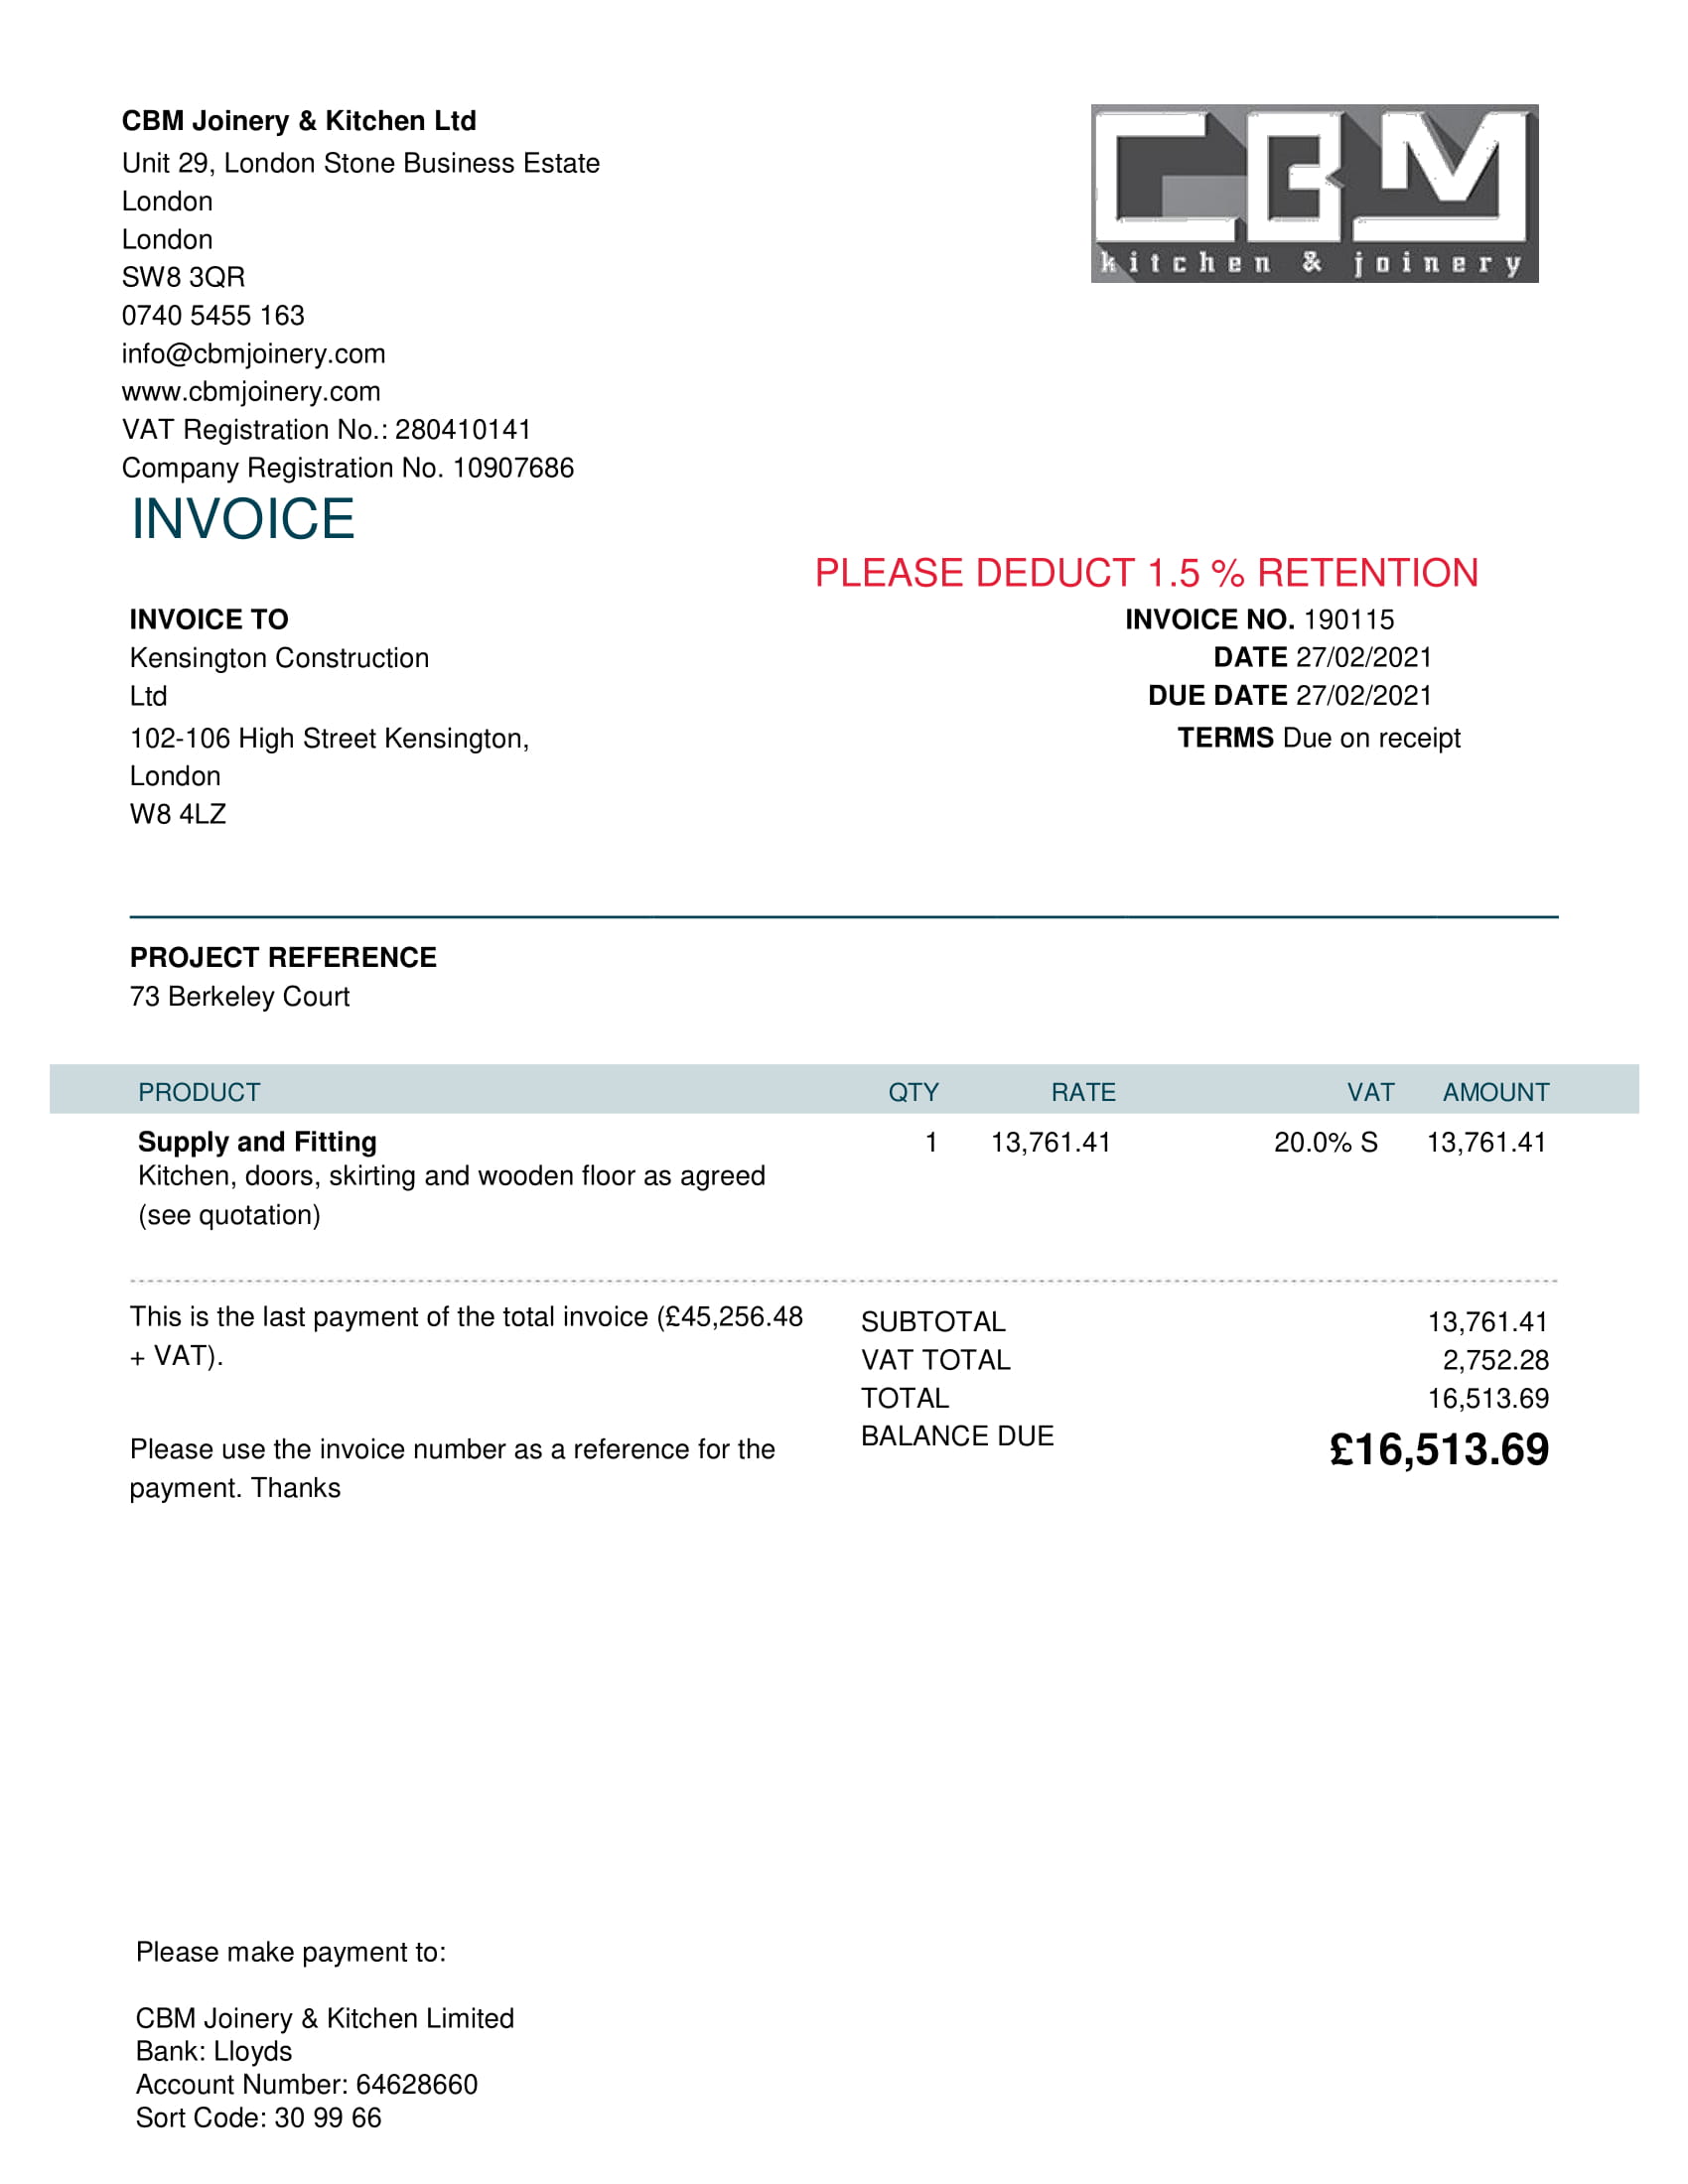 CBM Joinery & Kitchen Ltd
Unit 29, London Stone Business Estate
London
London
SW8 3QR
0740 5455 163
info@cbmjoinery.com
www.cbmjoinery.com
VAT Registration No.: 280410141
Company Registration No. 10907686
CBM
kitchen & joinery
INVOICE
PLEASE DEDUCT 1.5 % RETENTION
INVOICE TO
Kensington Construction
Ltd
102-106 High Street Kensington,
London
W8 4LZ
INVOICE NO. 190115
DATE 27/02/2021
DUE DATE 27/02/2021
TERMS Due on receipt
PROJECT REFERENCE
73 Berkeley Court
PRODUCT QTY RATE VAT AMOUNT
Supply and Fitting 1 13,761.41 20.0% S 13,761.41
Kitchen, doors, skirting and wooden floor as agreed
(see quotation)
This is the last payment of the total invoice (£45,256.48
+ VAT).
Please use the invoice number as a reference for the
payment. Thanks
SUBTOTAL 13,761.41
VAT TOTAL 2,752.28
TOTAL 16,513.69
BALANCE DUE £16,513.69
Please make payment to:
CBM Joinery & Kitchen Limited
Bank: Lloyds
Account Number: 64628660
Sort Code: 30 99 66